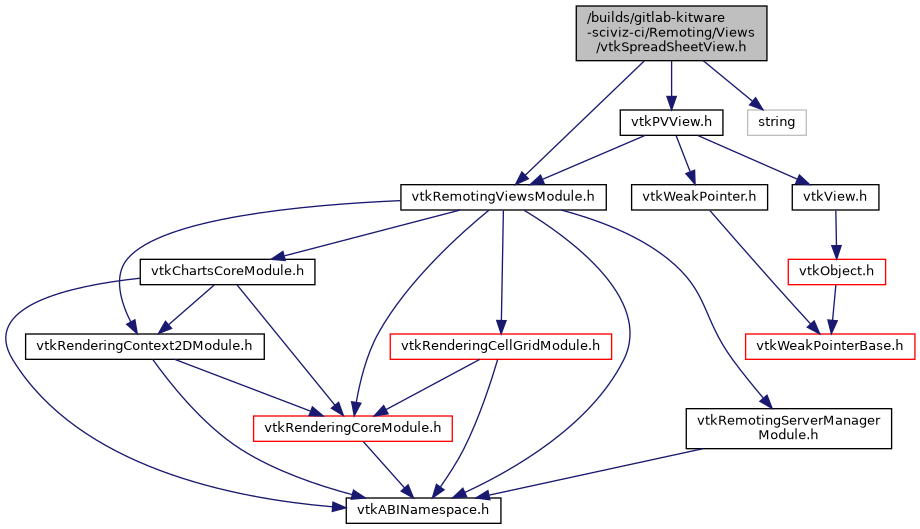 /builds/gitlab-kitware
-sciviz-ci/Remoting/Views
/vtkSpreadSheetView.h
vtkPVView.h
string
vtkRemotingViewsModule.h
vtkWeakPointer.h
vtkView.h
vtkChartsCoreModule.h
vtkObject.h
vtkRenderingContext2DModule.h
vtkRenderingCellGridModule.h
vtkWeakPointerBase.h
vtkRenderingCoreModule.h
vtkRemotingServerManager
Module.h
vtkABINamespace.h